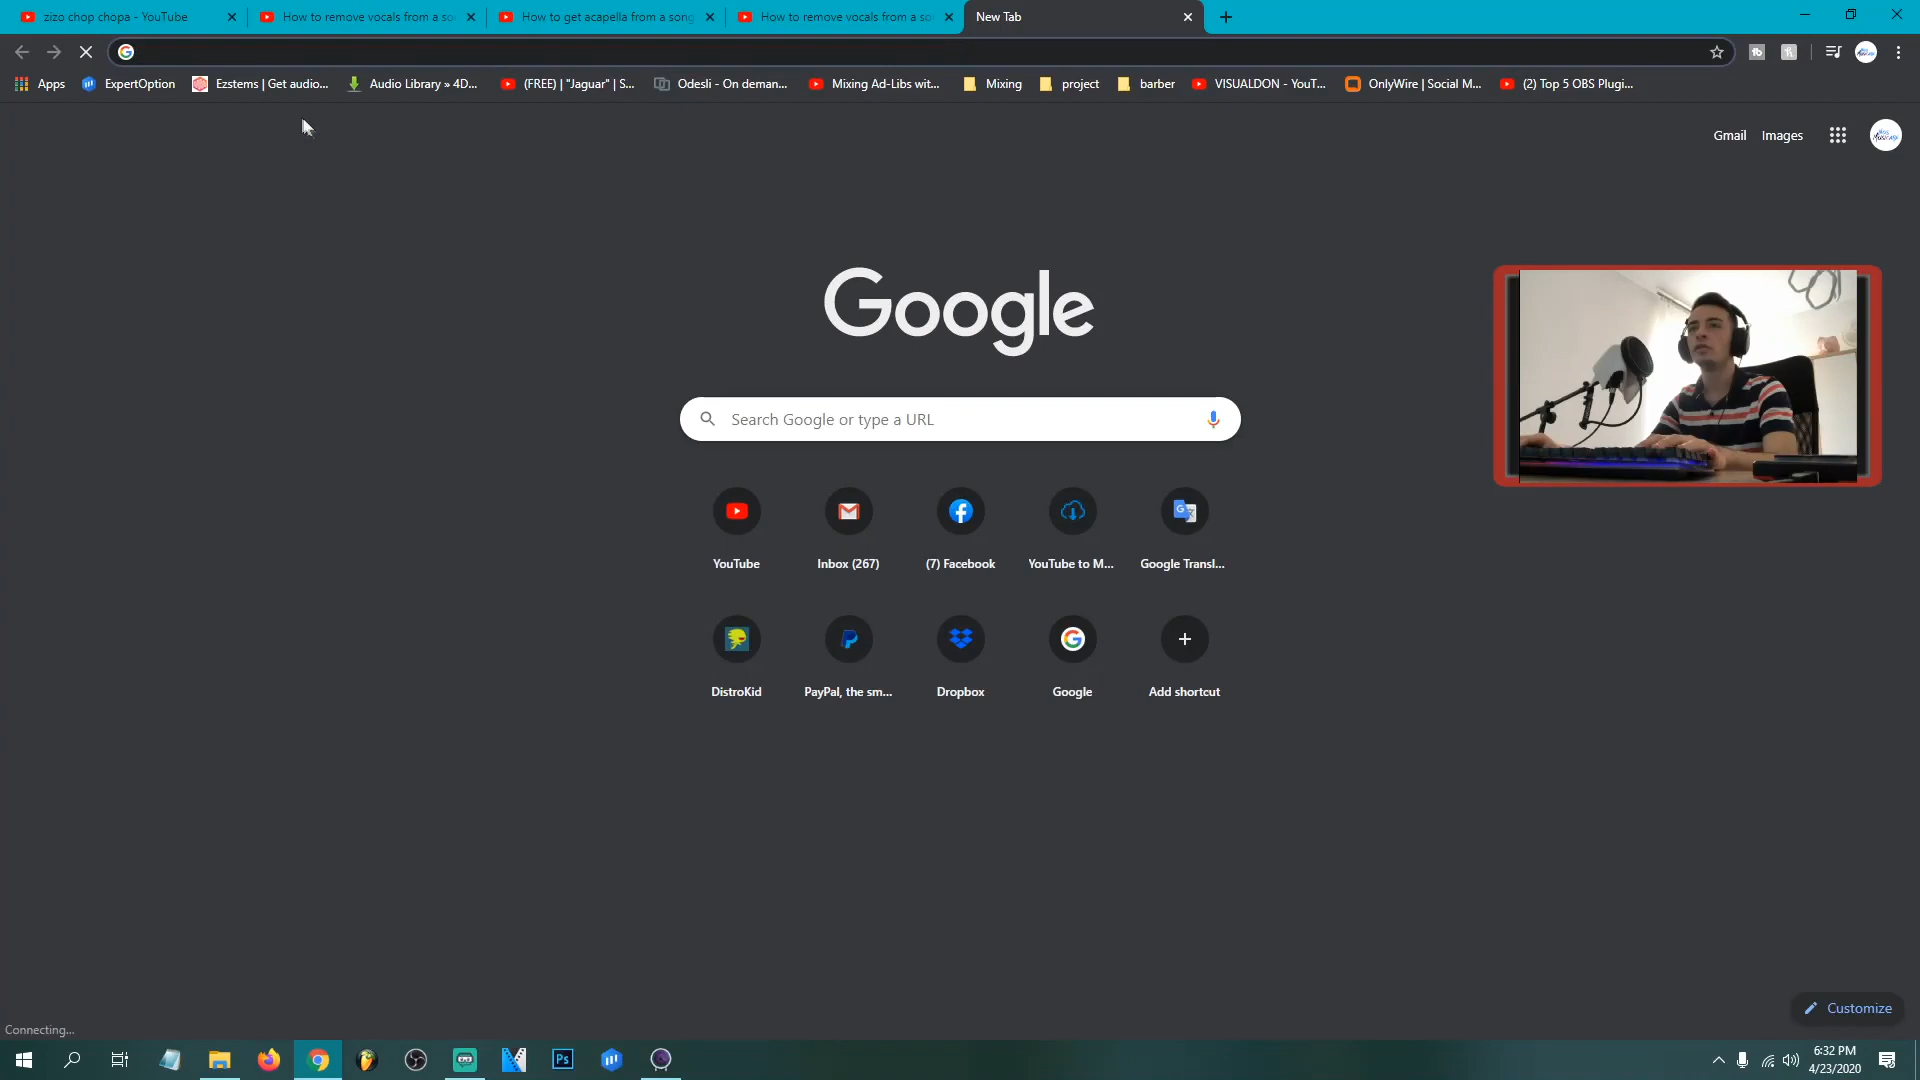 zizo chop chopa - YouTube
How to remove vocals from a so
How to get acapella from a song
How to remove vocals from a so
New Tab
Apps
ExpertOption
Ezstems | Get audio...
Audio Library » 4D...
(FREE) | "Jaguar" | S...
Odesli - On deman...
Mixing Ad-Libs wit...
Mixing
project
barber
VISUALDON - YouT...
OnlyWire | Social M...
(2) Top 5 OBS Plugi...
Gmail
Images
Google
Search Google or type a URL
YouTube
Inbox (267)
(7) Facebook
YouTube to M...
Google Transl...
DistroKid
PayPal, the sm...
Dropbox
Google
Add shortcut
Customize
Connecting...
Ps
6:32 PM
4/23/2020